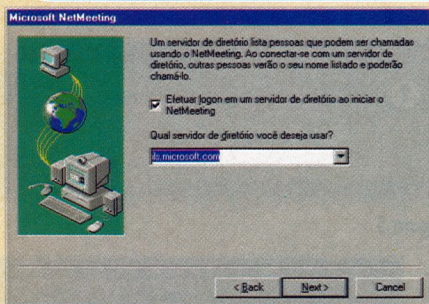 Microsoft NetMeeting
Um servidor de diretório lista pessoas que podem ser chamadas
usando o NetMeeting. Ao conectar-se com um servidor de
diretório, outras pessoas verão o seu nome listado e poderão
chamá-lo.
Efetuar logon em um servidor de diretório ao iniciar o
NetMeeting
Qual servidor de diretório você deseja usar?
ils.microsoft.com
< Back
Next >
Cancel